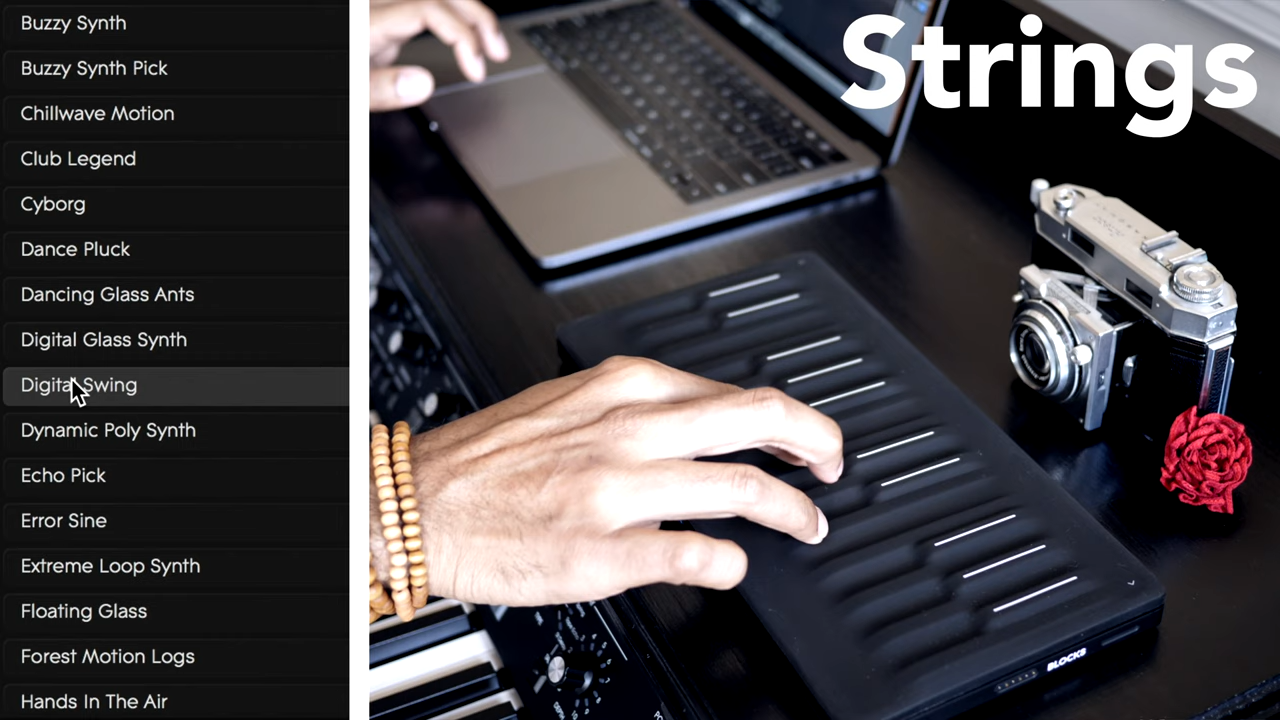 Buzzy Synth
Buzzy Synth Pick
Chillwave Motion
Club Legend
Cyborg
Dance Pluck
Dancing Glass Ants
Digital Glass Synth
Digital Swing
Dynamic Poly Synth
Echo Pick
Error Sine
Extreme Loop Synth
Floating Glass
Forest Motion Logs
Hands In The Air
Strings
BLOCKS